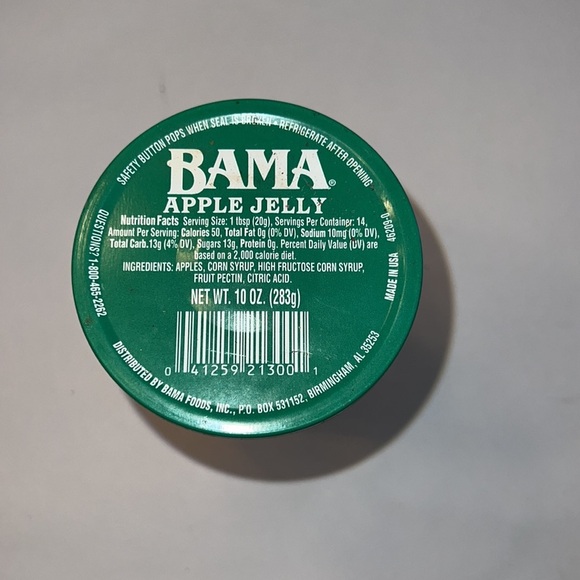 SAFETY BUTTON POPS WHEN SEAL IS BROKEN • REFRIGERATE AFTER OPENING
BAMA®
APPLE JELLY
Nutrition Facts Serving Size: 1 tbsp (20g), Servings Per Container: 14,
Amount Per Serving: Calories 50, Total Fat 0g (0% DV), Sodium 10mg (0% DV),
Total Carb.13g (4% DV), Sugars 13g, Protein 0g. Percent Daily Value (DV) are
based on a 2,000 calorie diet.
INGREDIENTS: APPLES, CORN SYRUP, HIGH FRUCTOSE CORN SYRUP,
FRUIT PECTIN, CITRIC ACID.
NET WT. 10 OZ. (283g)
0 41259 21300 1
QUESTIONS? 1-800-465-2262
46209-0
MADE IN USA
DISTRIBUTED BY BAMA FOODS, INC., P.O. BOX 531152, BIRMINGHAM, AL 35253